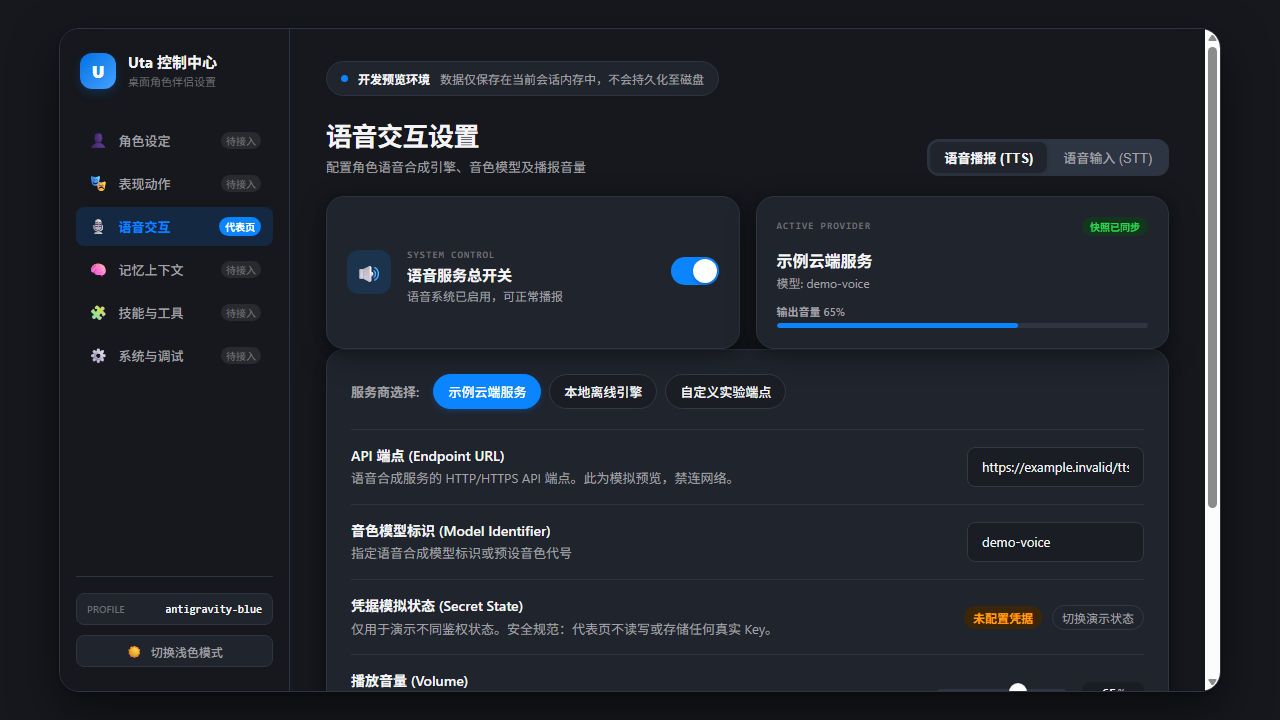 U
Uta 控制中心
桌面角色伴侣设置
角色设定 待接入
表现动作 待接入
语音交互 代表页
记忆上下文 待接入
技能与工具 待接入
系统与调试 待接入
PROFILE antigravity-blue
切换浅色模式
开发预览环境 数据仅保存在当前会话内存中，不会持久化至磁盘
语音交互设置
配置角色语音合成引擎、音色模型及播报音量
语音播报 (TTS) 语音输入 (STT)
SYSTEM CONTROL
语音服务总开关
语音系统已启用，可正常播报
ACTIVE PROVIDER 快照已同步
示例云端服务
模型: demo-voice
输出音量 65%
服务商选择: 示例云端服务 本地离线引擎 自定义实验端点
API 端点 (Endpoint URL)
语音合成服务的 HTTP/HTTPS API 端点。此为模拟预览，禁连网络。
https://example.invalid/tts
音色模型标识 (Model Identifier)
指定语音合成模型标识或预设音色代号
demo-voice
凭据模拟状态 (Secret State)
仅用于演示不同鉴权状态。安全规范：代表页不读写或存储任何真实 Key。
未配置凭据 切换演示状态
播放音量 (Volume)
65%